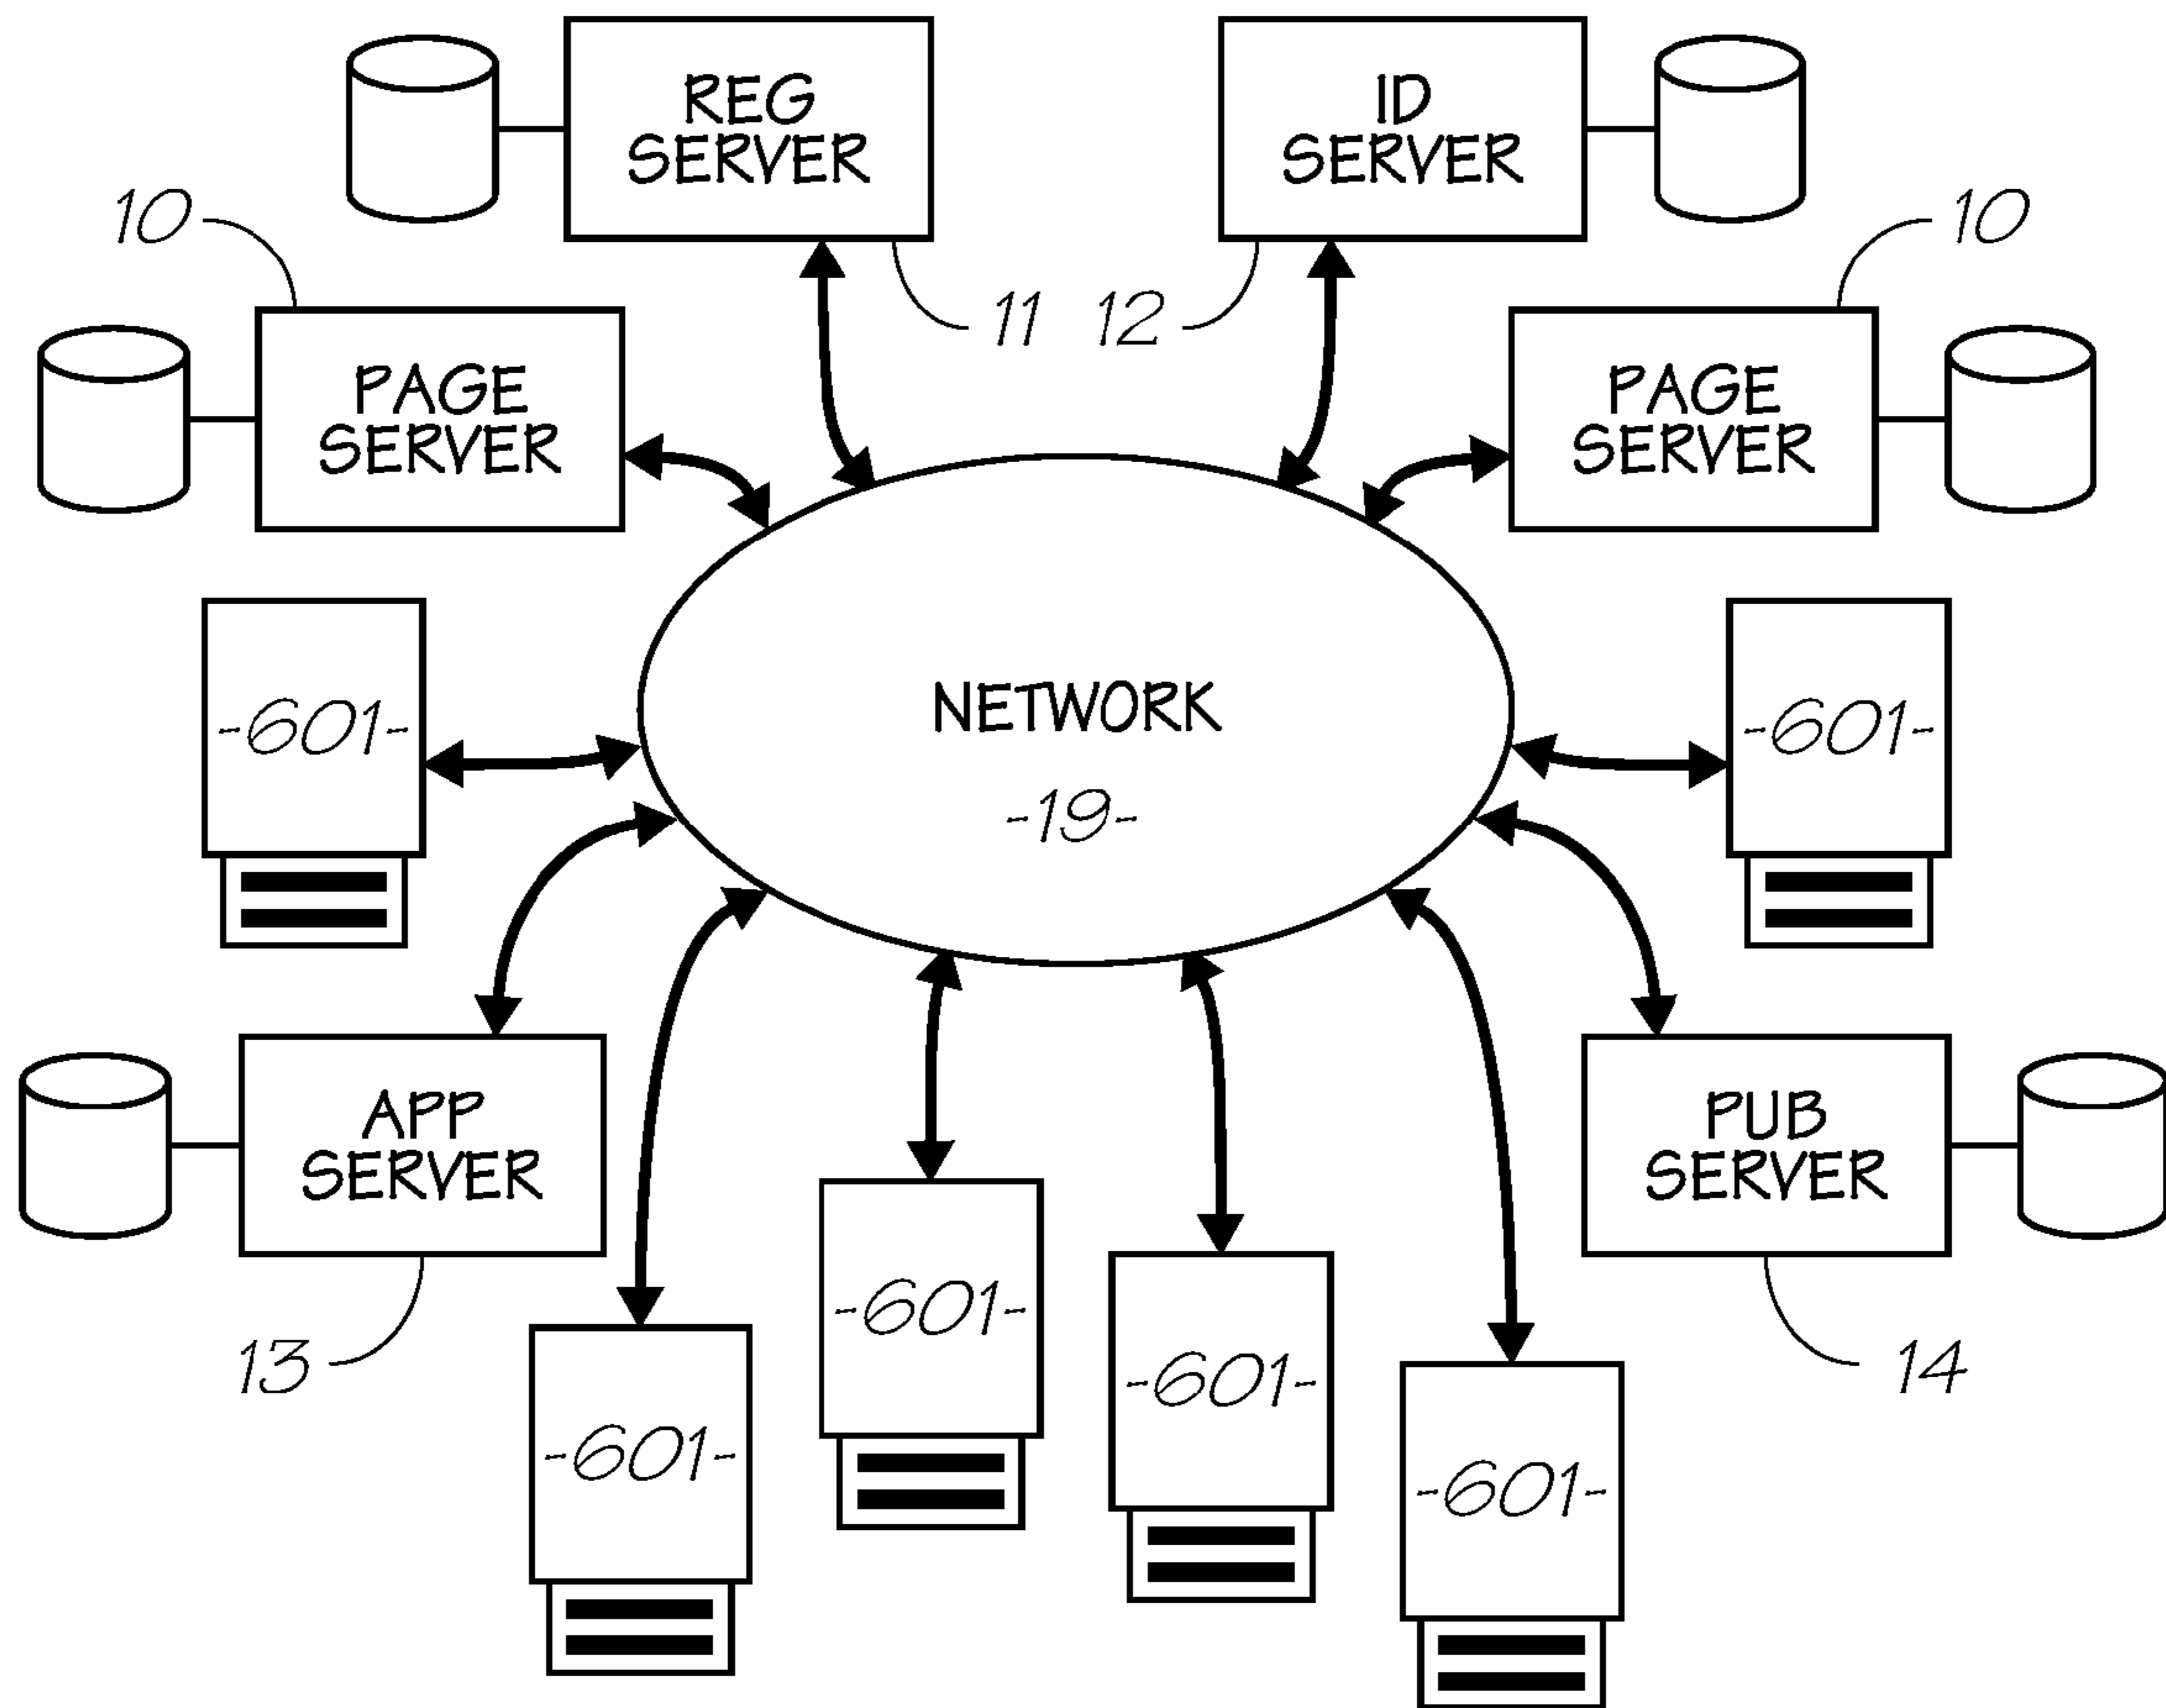 REG
SERVER
ID
SERVER
10
10
11
12
PAGE
SERVER
PAGE
SERVER
-601-
NETWORK
-19-
-601-
APP
SERVER
PUB
SERVER
13
-601-
-601-
-601-
-601-
14